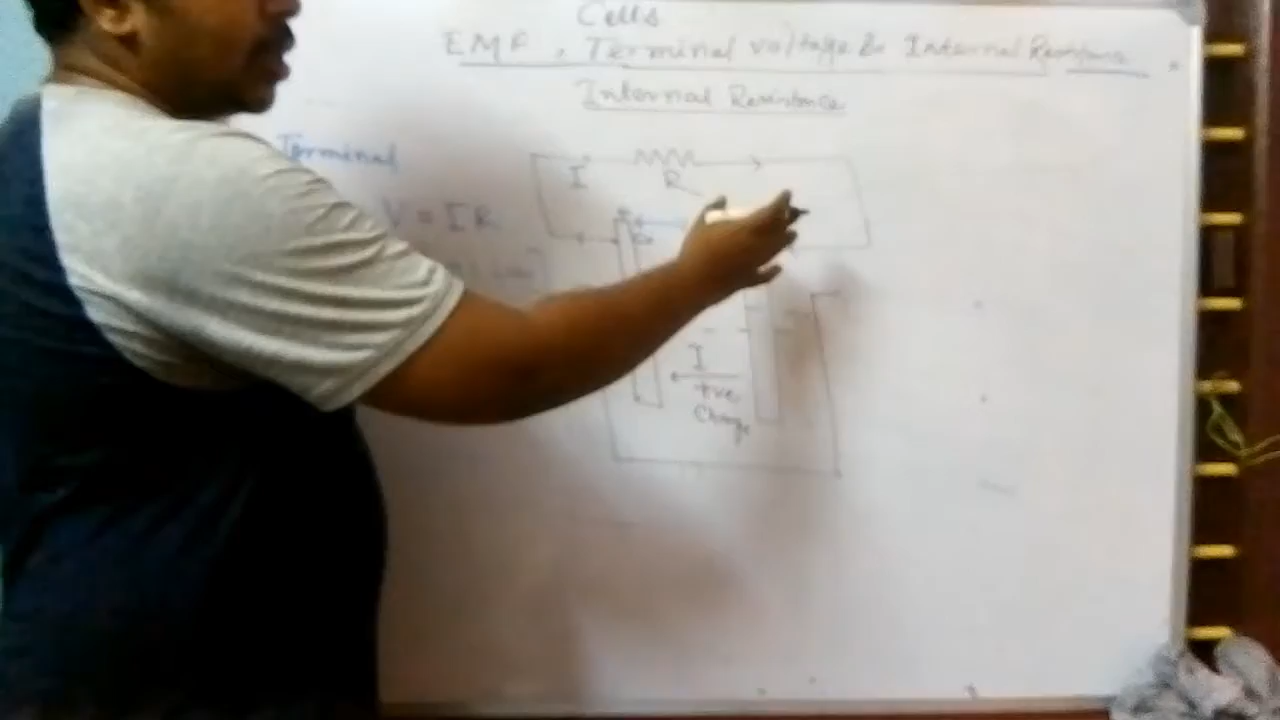 Cells
EMF, Terminal voltage & Internal Resistance
Internal Resistance
Terminal
I
R
V = IR
I
+ve
Charge